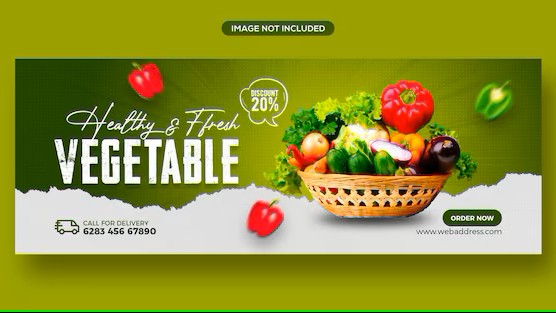 IMAGE NOT INCLUDED
DISCOUNT
20%
Healthy & Ffresh
VEGETABLE
CALL FOR DELIVERY
6283 456 67890
ORDER NOW
www.webaddress.com